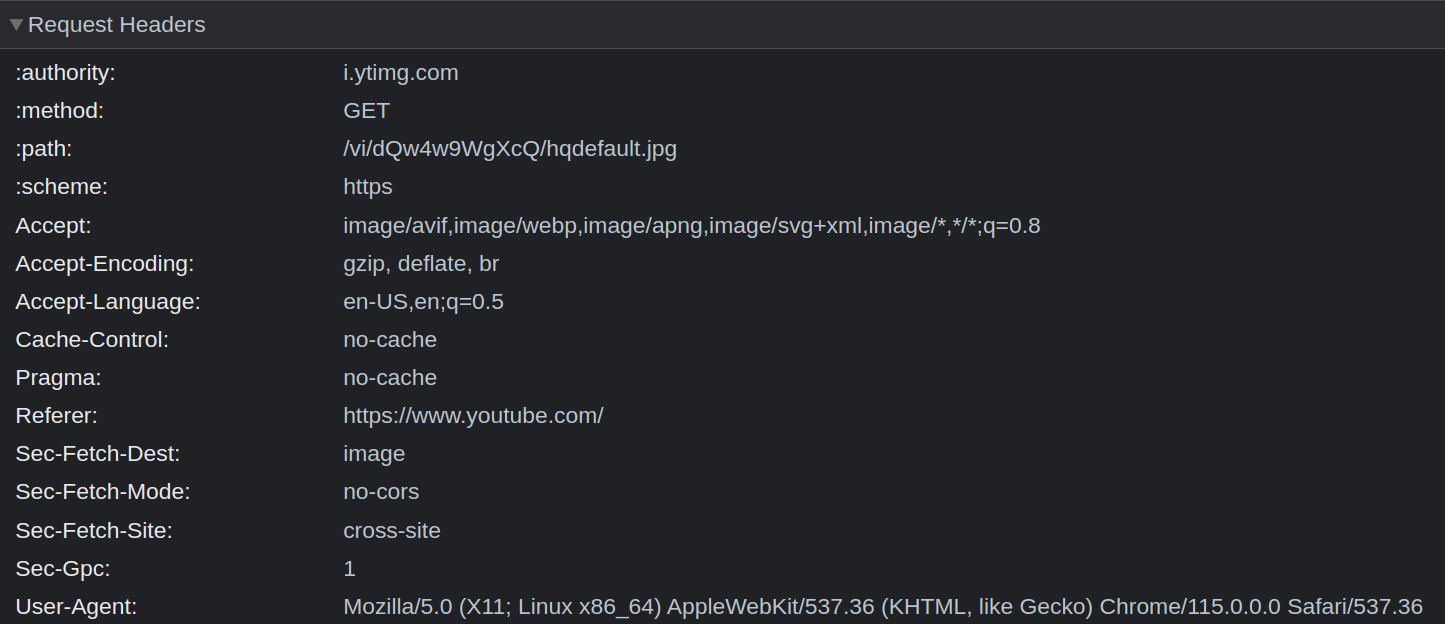 Request Headers
:authority: i.ytimg.com
:method: GET
:path: /vi/dQw4w9WgXcQ/hqdefault.jpg
:scheme: https
Accept: image/avif,image/webp,image/apng,image/svg+xml,image/*,*/*;q=0.8
Accept-Encoding: gzip, deflate, br
Accept-Language: en-US,en;q=0.5
Cache-Control: no-cache
Pragma: no-cache
Referer: https://www.youtube.com/
Sec-Fetch-Dest: image
Sec-Fetch-Mode: no-cors
Sec-Fetch-Site: cross-site
Sec-Gpc: 1
User-Agent: Mozilla/5.0 (X11; Linux x86_64) AppleWebKit/537.36 (KHTML, like Gecko) Chrome/115.0.0.0 Safari/537.36